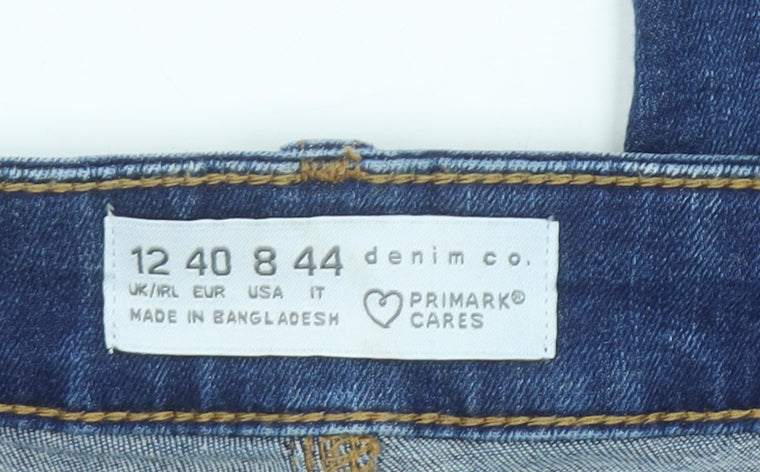 12 40 8 44
UK/IRL EUR USA IT
MADE IN BANGLADESH
denim co.
PRIMARK®
CARES